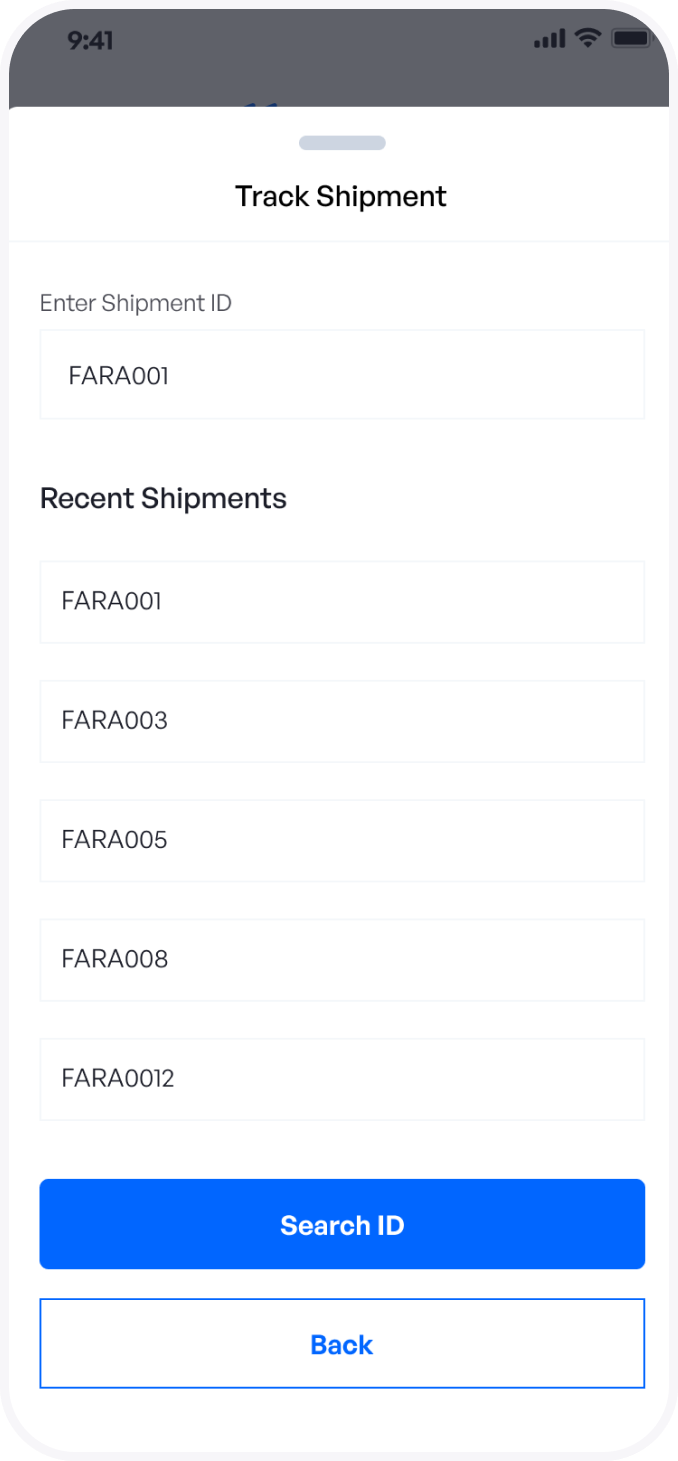 9:41
Track Shipment
Enter Shipment ID
FARA001
Recent Shipments
FARA001
FARA003
FARA005
FARA008
FARA0012
Search ID
Back